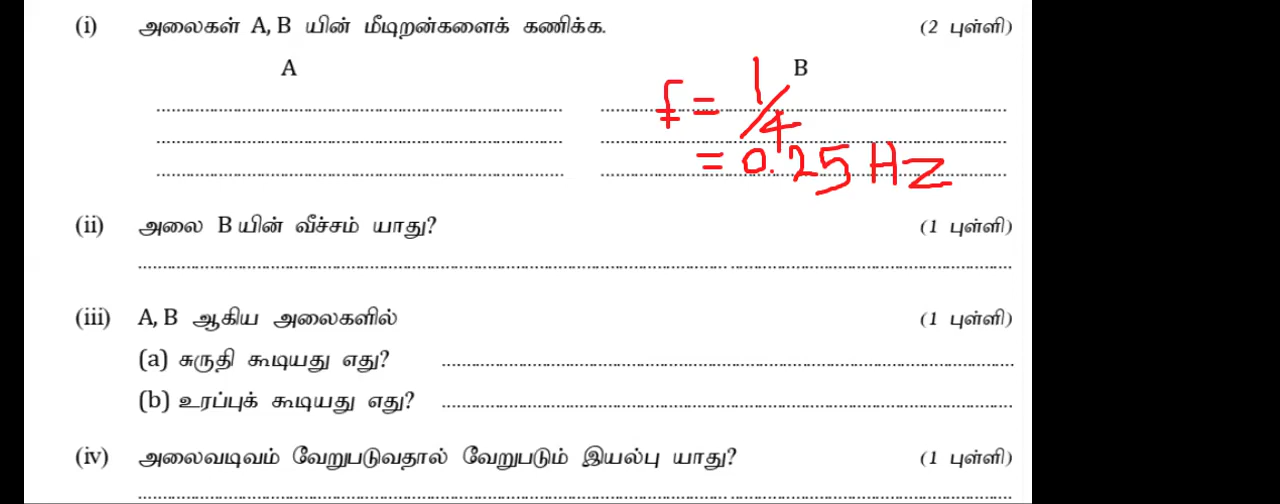 (i) அலைகள் A, B யின் மீடிறன்களைக் கணிக்க. (2 புள்ளி)
A B
f = 1/4
= 0.25 Hz
(ii) அலை B யின் வீச்சம் யாது? (1 புள்ளி)
(iii) A, B ஆகிய அலைகளில் (1 புள்ளி)
(a) சுருதி கூடியது எது?
(b) உரப்புக் கூடியது எது?
(iv) அலைவடிவம் வேறுபடுவதால் வேறுபடும் இயல்பு யாது? (1 புள்ளி)